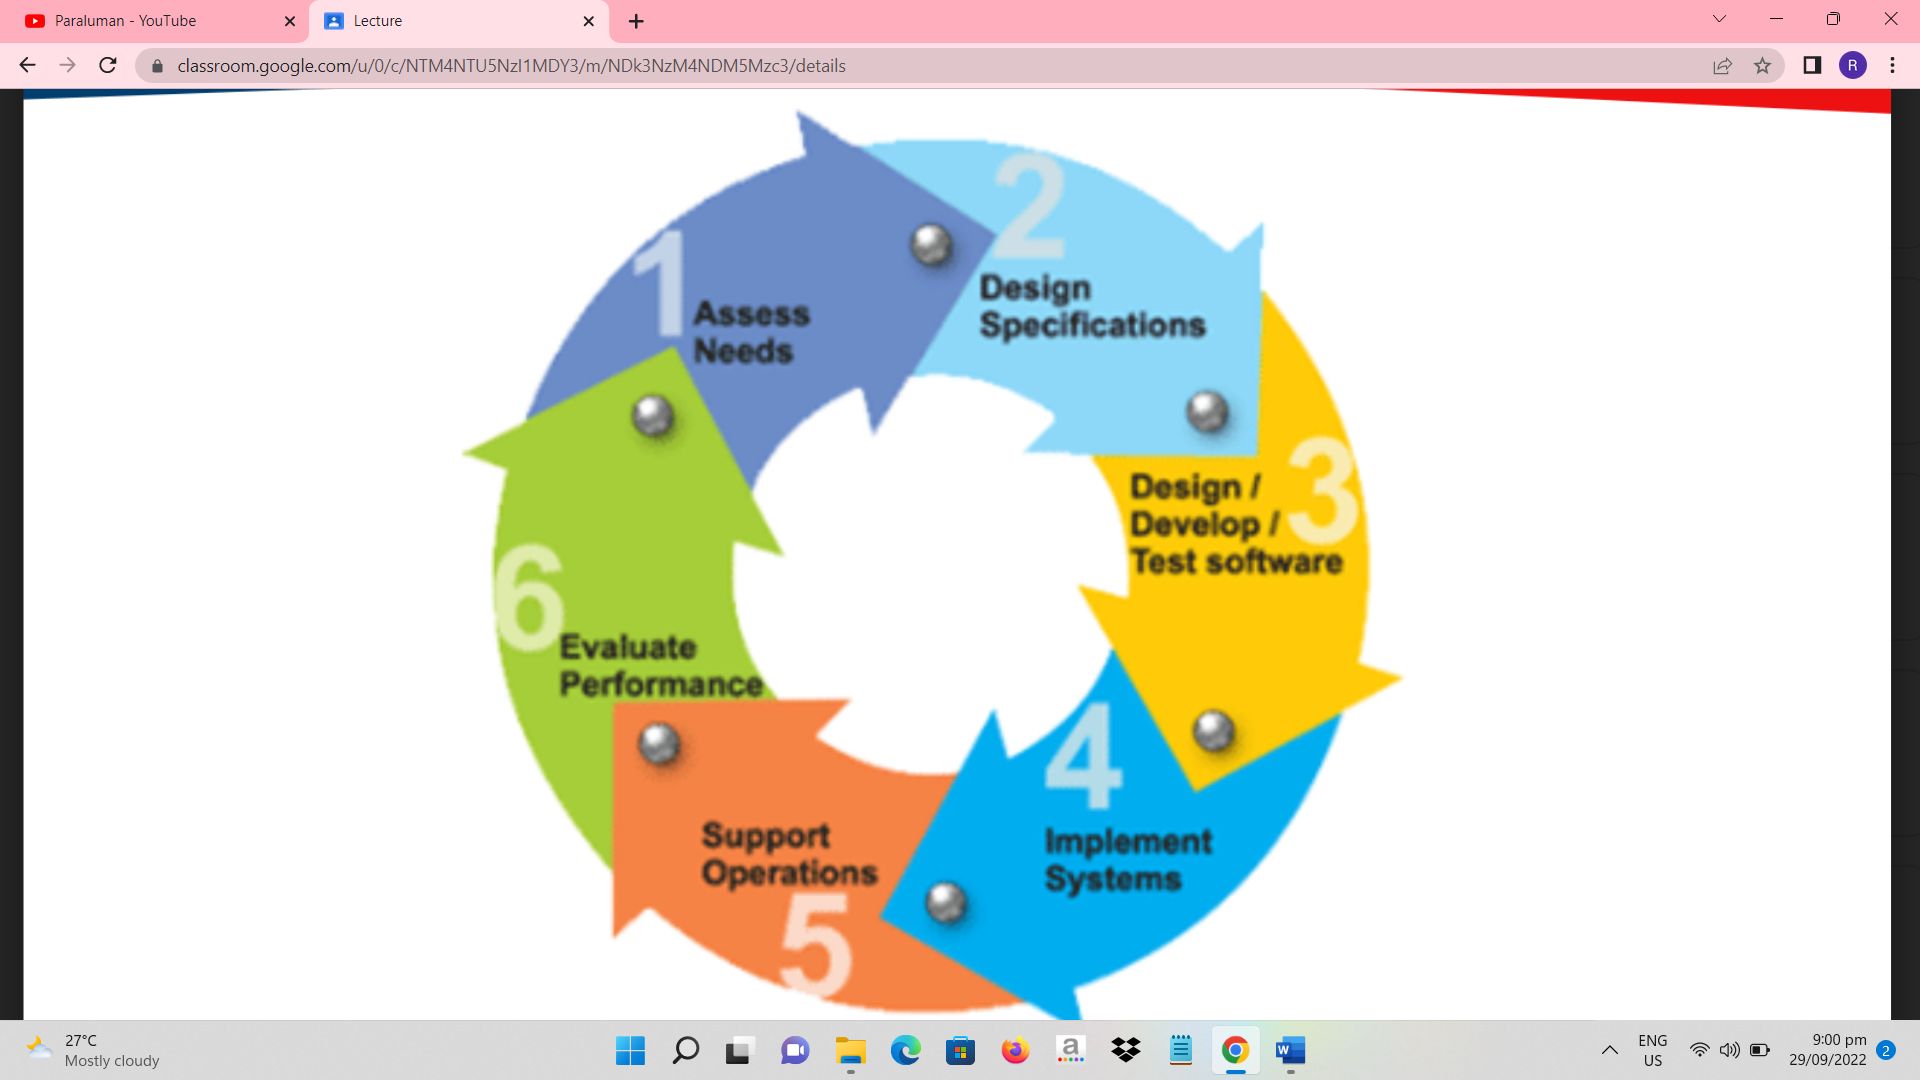 Paraluman - YouTube
Lecture
classroom.google.com/u/0/c/NTM4NTU5NzI1MDY3/m/NDk3NzM4NDM5Mzc3/details
R
1
Assess
Needs
2
Design
Specifications
3
Design /
Develop /
Test software
4
Implement
Systems
Support
Operations
5
6
Evaluate
Performance
27°C
Mostly cloudy
a
W
ENG
US
9:00 pm
29/09/2022
2